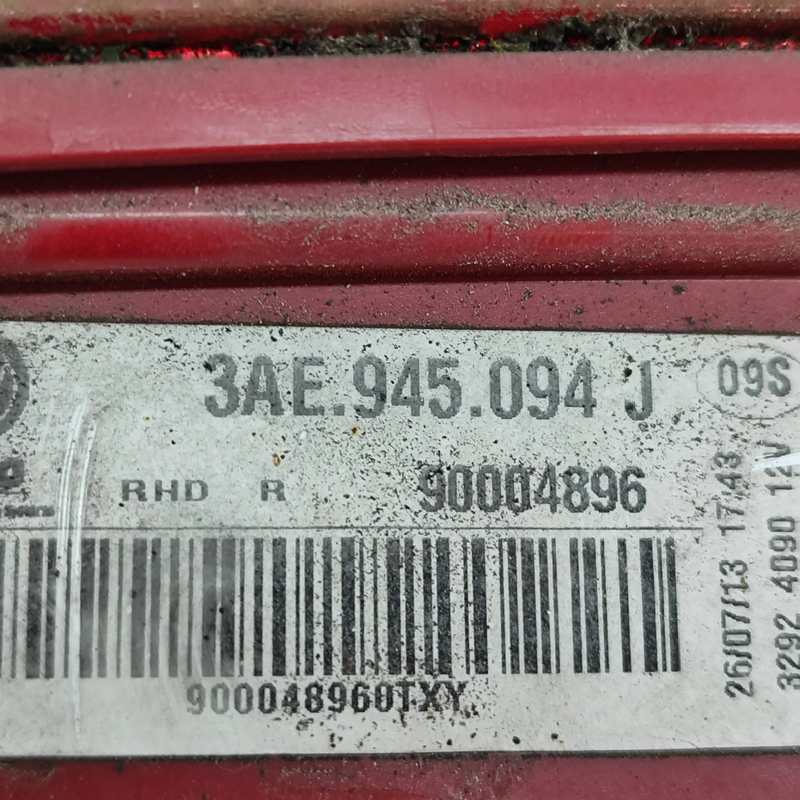 3AE.945.094 J
09S
RHD R 90004896
900048960TXY
26/07/13 17:43
3292 4090 12V